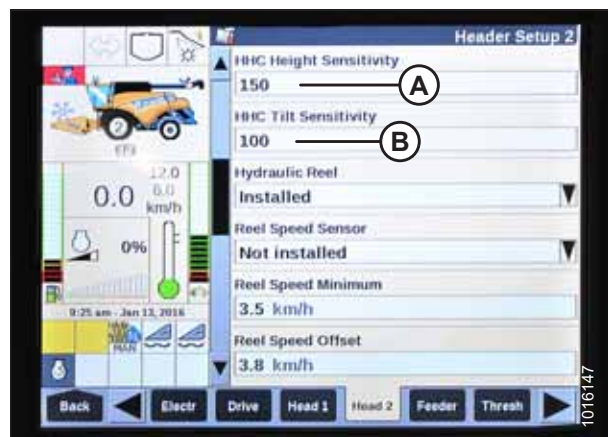 Header Setup 2
HHC Height Sensitivity
150
A
HHC Tilt Sensitivity
100
B
Hydraulic Reel
Installed
Reel Speed Sensor
Not installed
Reel Speed Minimum
3.5 km/h
Reel Speed Offset
3.8 km/h
2
12.0
0.0 6.0
km/h
0%
9:25 am - Jan 13, 2016
MAN
Back Electr Drive Head 1 Head 2 Feeder Thresh
1016147